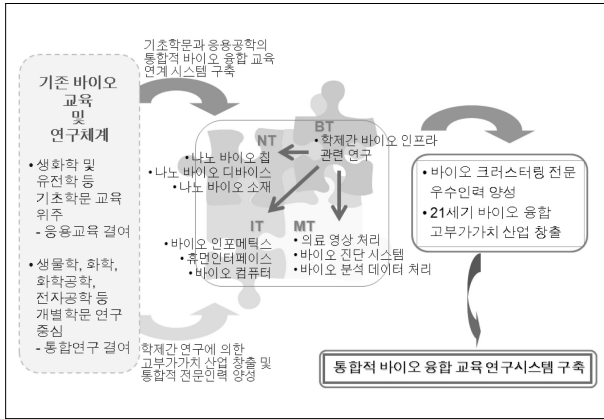 기초학문과 응용공학의
통합적 바이오 융합 교육
연계 시스템 구축
기존 바이오
교육
및
연구체계
• 생화학 및
유전학 등
기초학문 교육
위주
- 응용교육 결여
• 생물학, 화학,
화학공학,
전자공학 등
개별학문 연구
중심
- 통합연구 결여
BT
• 학제간 바이오 인프라
관련 연구
NT
• 나노 바이오 칩
• 나노 바이오 디바이스
• 나노 바이오 소재
IT
• 바이오 인포메틱스
• 휴먼인터페이스
• 바이오 컴퓨터
MT
• 의료 영상 처리
• 바이오 진단 시스템
• 바이오 분석 데이터 처리
학제간 연구에 의한
고부가가치 산업 창출 및
통합적 전문인력 양성
• 바이오 크러스터링 전문
우수인력 양성
• 21세기 바이오 융합
고부가가치 산업 창출
통합적 바이오 융합 교육 연구시스템 구축